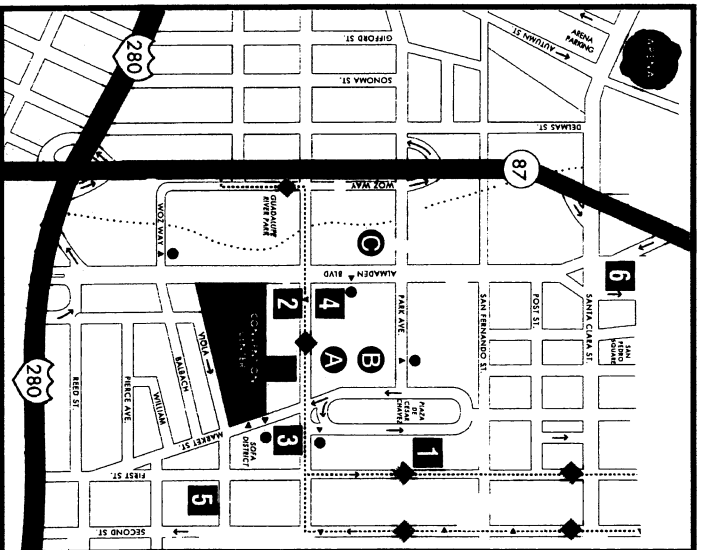 280
GIFFORD ST.
SONOMA ST.
AUTUMN ST.
ARENA
PARKING
ARENA
DELMAS ST.
87
WOZ WAY
GUADALUPE
RIVER PARK
WOZ WAY
C
6
ALMADEN BLVD
PARK AVE.
SAN FERNANDO ST.
POST ST.
SANTA CLARA ST.
SAN
PEDRO
SQUARE
2
4
A
B
CONVENTION
CENTER
VIOLA
BALBACH
WILLIAM
PIERCE AVE.
REED ST.
280
PLAZA
DE
CESAR
CHAVEZ
MARKET ST.
SOFA
DISTRICT
3
1
FIRST ST.
5
SECOND ST.